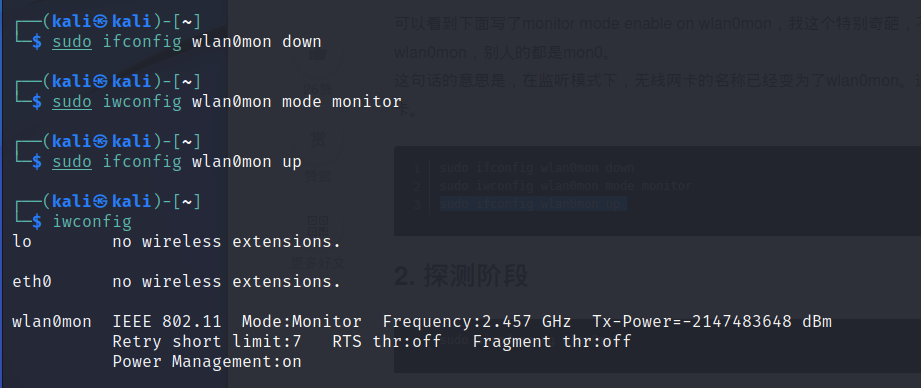 ┌──(kali㉿kali)-[~]
└─$ sudo ifconfig wlan0mon down
┌──(kali㉿kali)-[~]
└─$ sudo iwconfig wlan0mon mode monitor
┌──(kali㉿kali)-[~]
└─$ sudo ifconfig wlan0mon up
┌──(kali㉿kali)-[~]
└─$ iwconfig
lo        no wireless extensions.
eth0      no wireless extensions.
wlan0mon  IEEE 802.11  Mode:Monitor  Frequency:2.457 GHz  Tx-Power=-2147483648 dBm
          Retry short limit:7   RTS thr:off   Fragment thr:off
          Power Management:on
可以看到下面写了monitor mode enable on wlan0mon，我这个特别奇葩，
wlan0mon，别人的都是mon0。
这句话的意思是，在监听模式下，无线网卡的名称已经变为了wlan0mon。
1 sudo ifconfig wlan0mon down
2 sudo iwconfig wlan0mon mode monitor
3 sudo ifconfig wlan0mon up
2. 探测阶段